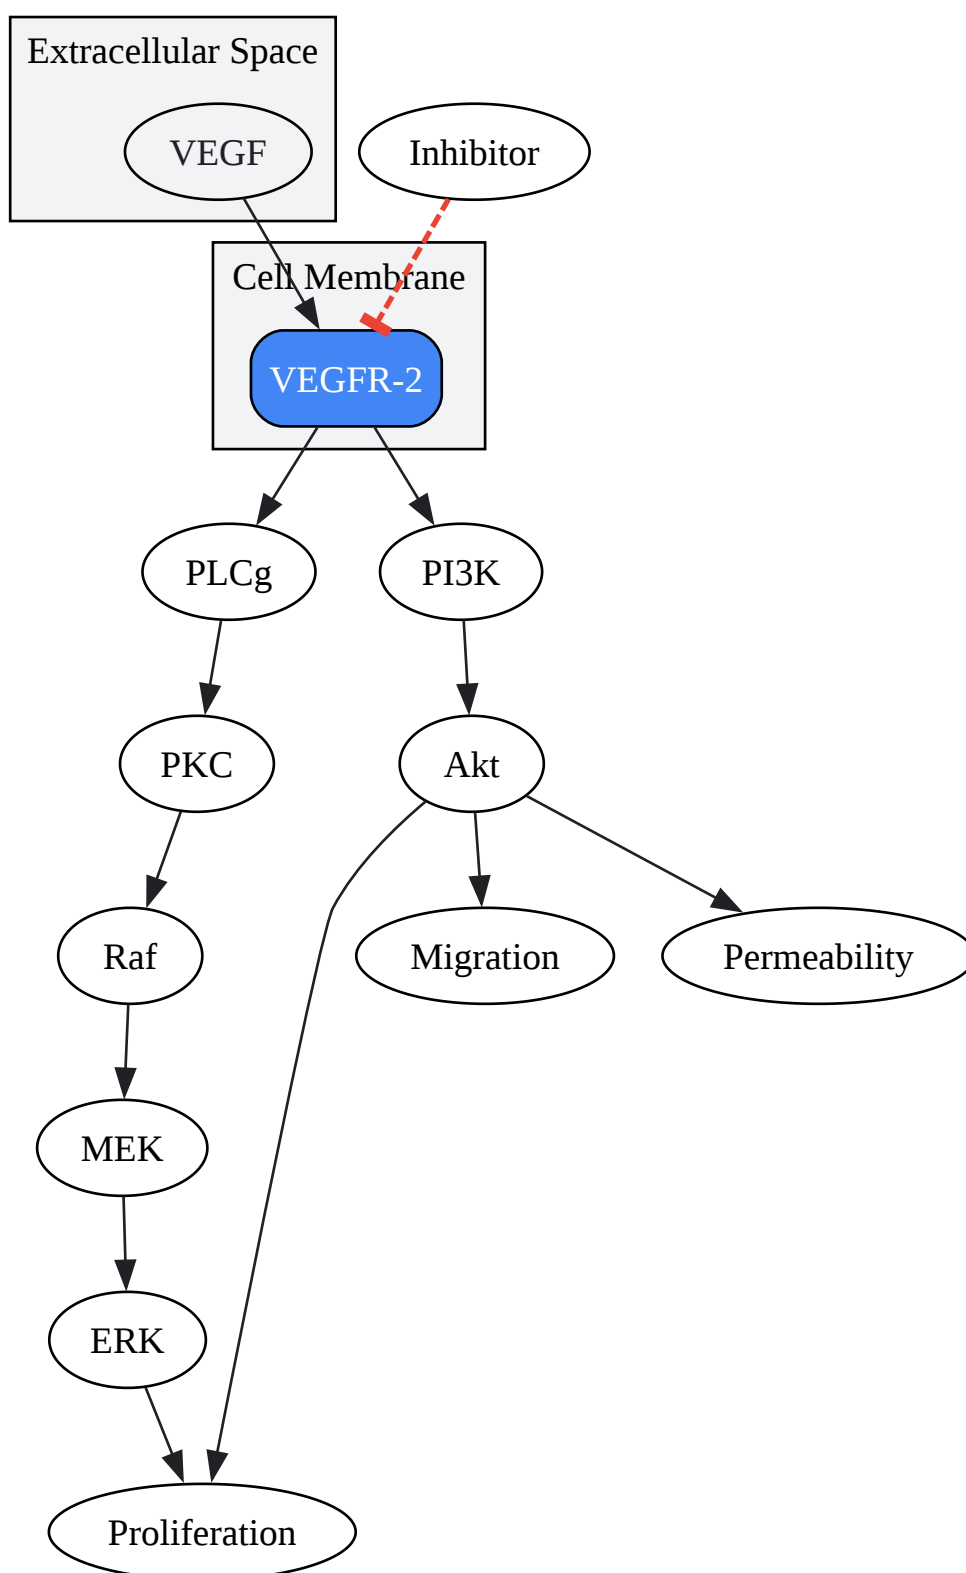 Extracellular Space
VEGF
Inhibitor
Cell Membrane
VEGFR-2
PLCg
PI3K
PKC
Akt
Raf
Migration
Permeability
MEK
ERK
Proliferation